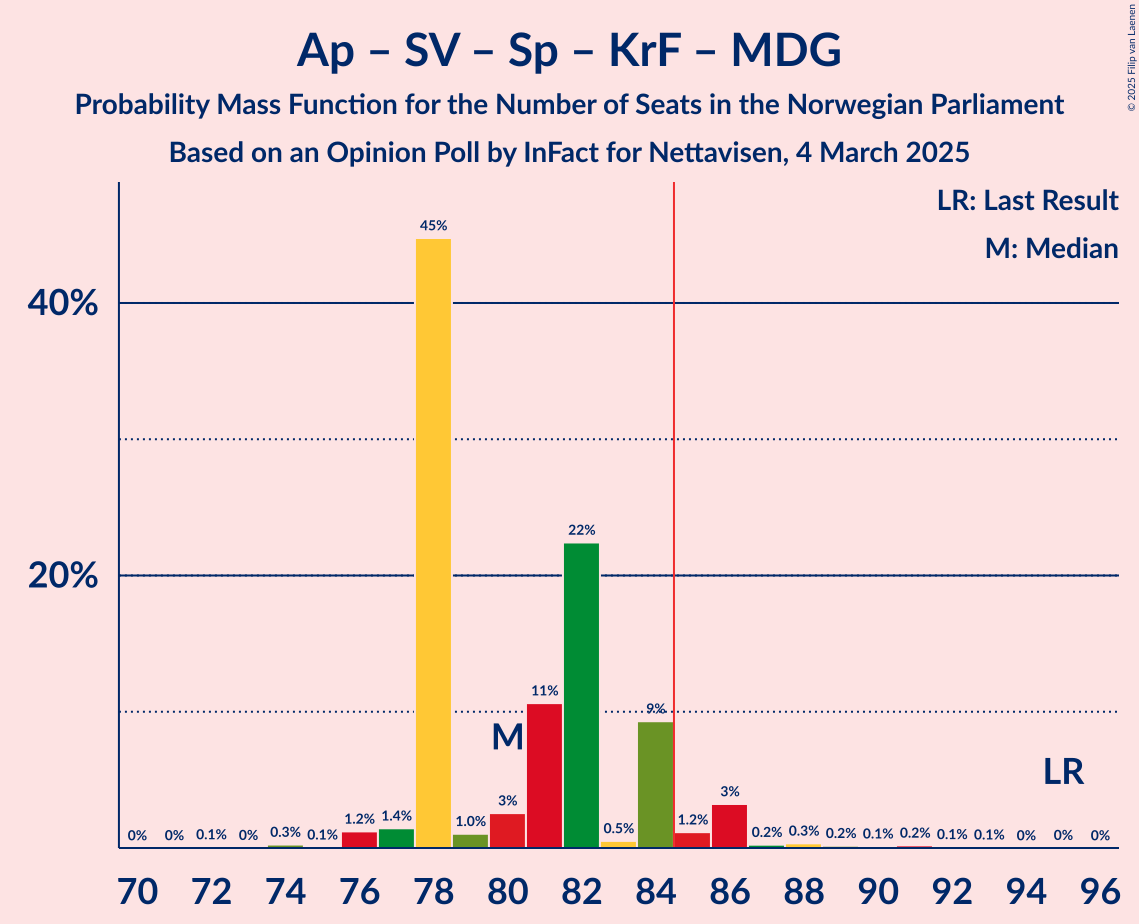 Ap – SV – Sp – KrF – MDG
Probability Mass Function for the Number of Seats in the Norwegian Parliament
Based on an Opinion Poll by InFact for Nettavisen, 4 March 2025
© 2025 Filip van Laenen
LR: Last Result
M: Median
40%
20%
0% 0% 0.1% 0% 0.3% 0.1% 1.2% 1.4% 45% 1.0% 3% 11% 22% 0.5% 9% 1.2% 3% 0.2% 0.3% 0.2% 0.1% 0.2% 0.1% 0.1% 0% 0% 0%
M
LR
70 72 74 76 78 80 82 84 86 88 90 92 94 96